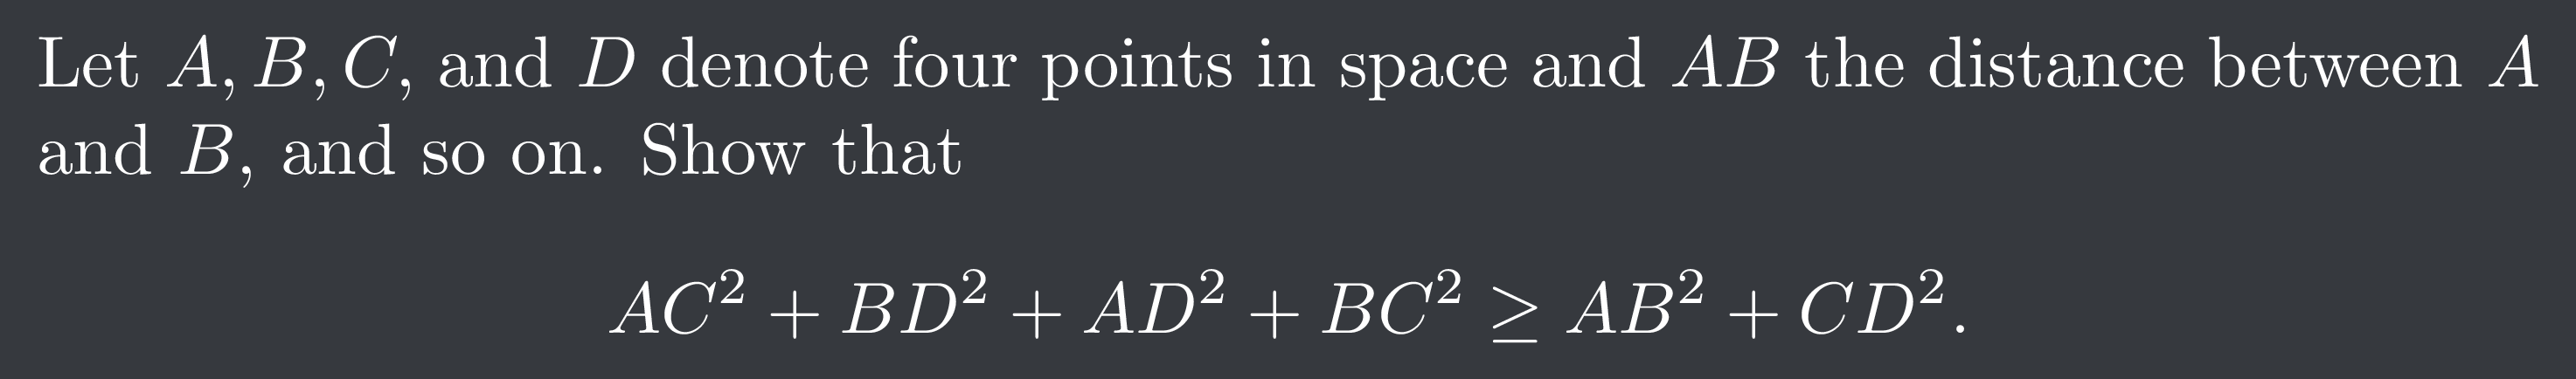 Let A, B, C, and D denote four points in space and AB the distance between A
and B, and so on. Show that
AC² + BD² + AD² + BC² ≥ AB² + CD².